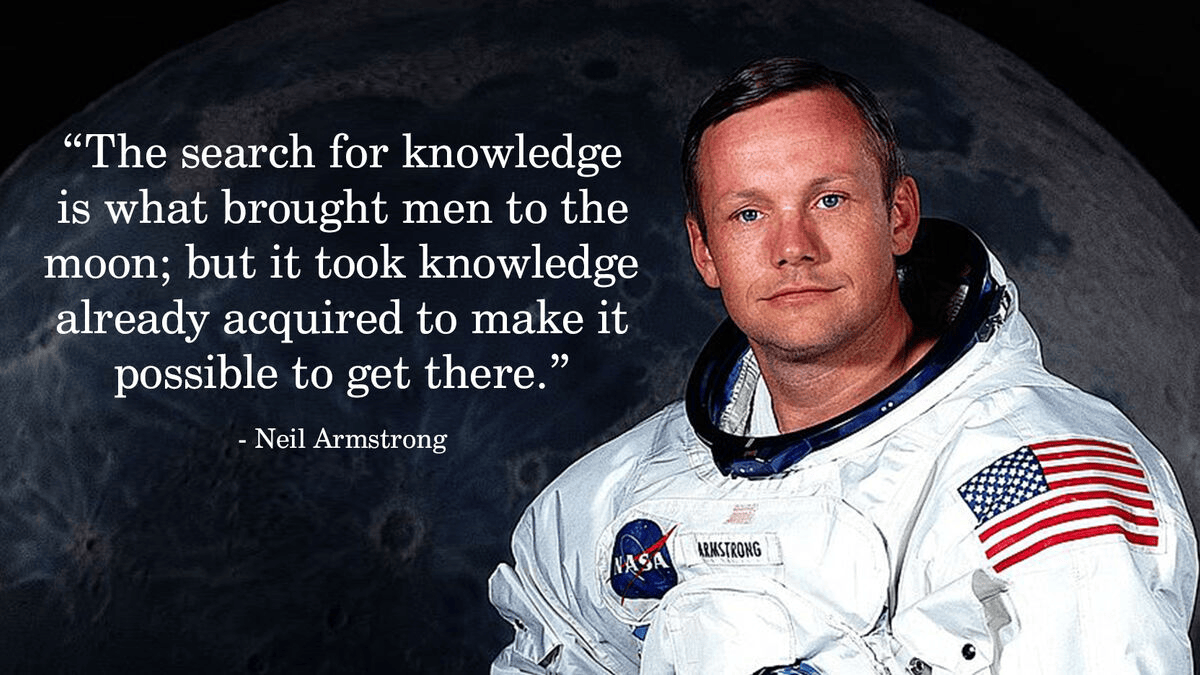 “The search for knowledge
is what brought men to the
moon; but it took knowledge
already acquired to make it
possible to get there.”
- Neil Armstrong
NASA
ARMSTRONG